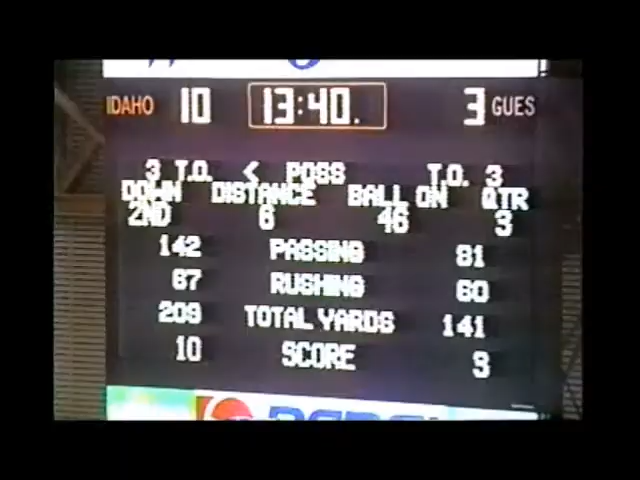 IDAHO 10 13:40. 3 GUES
3 T.O. < POSS T.O. 3
DOWN DISTANCE BALL ON QTR
2ND 6 46 3
142 PASSING 81
67 RUSHING 60
209 TOTAL YARDS 141
10 SCORE 3
PEPSI